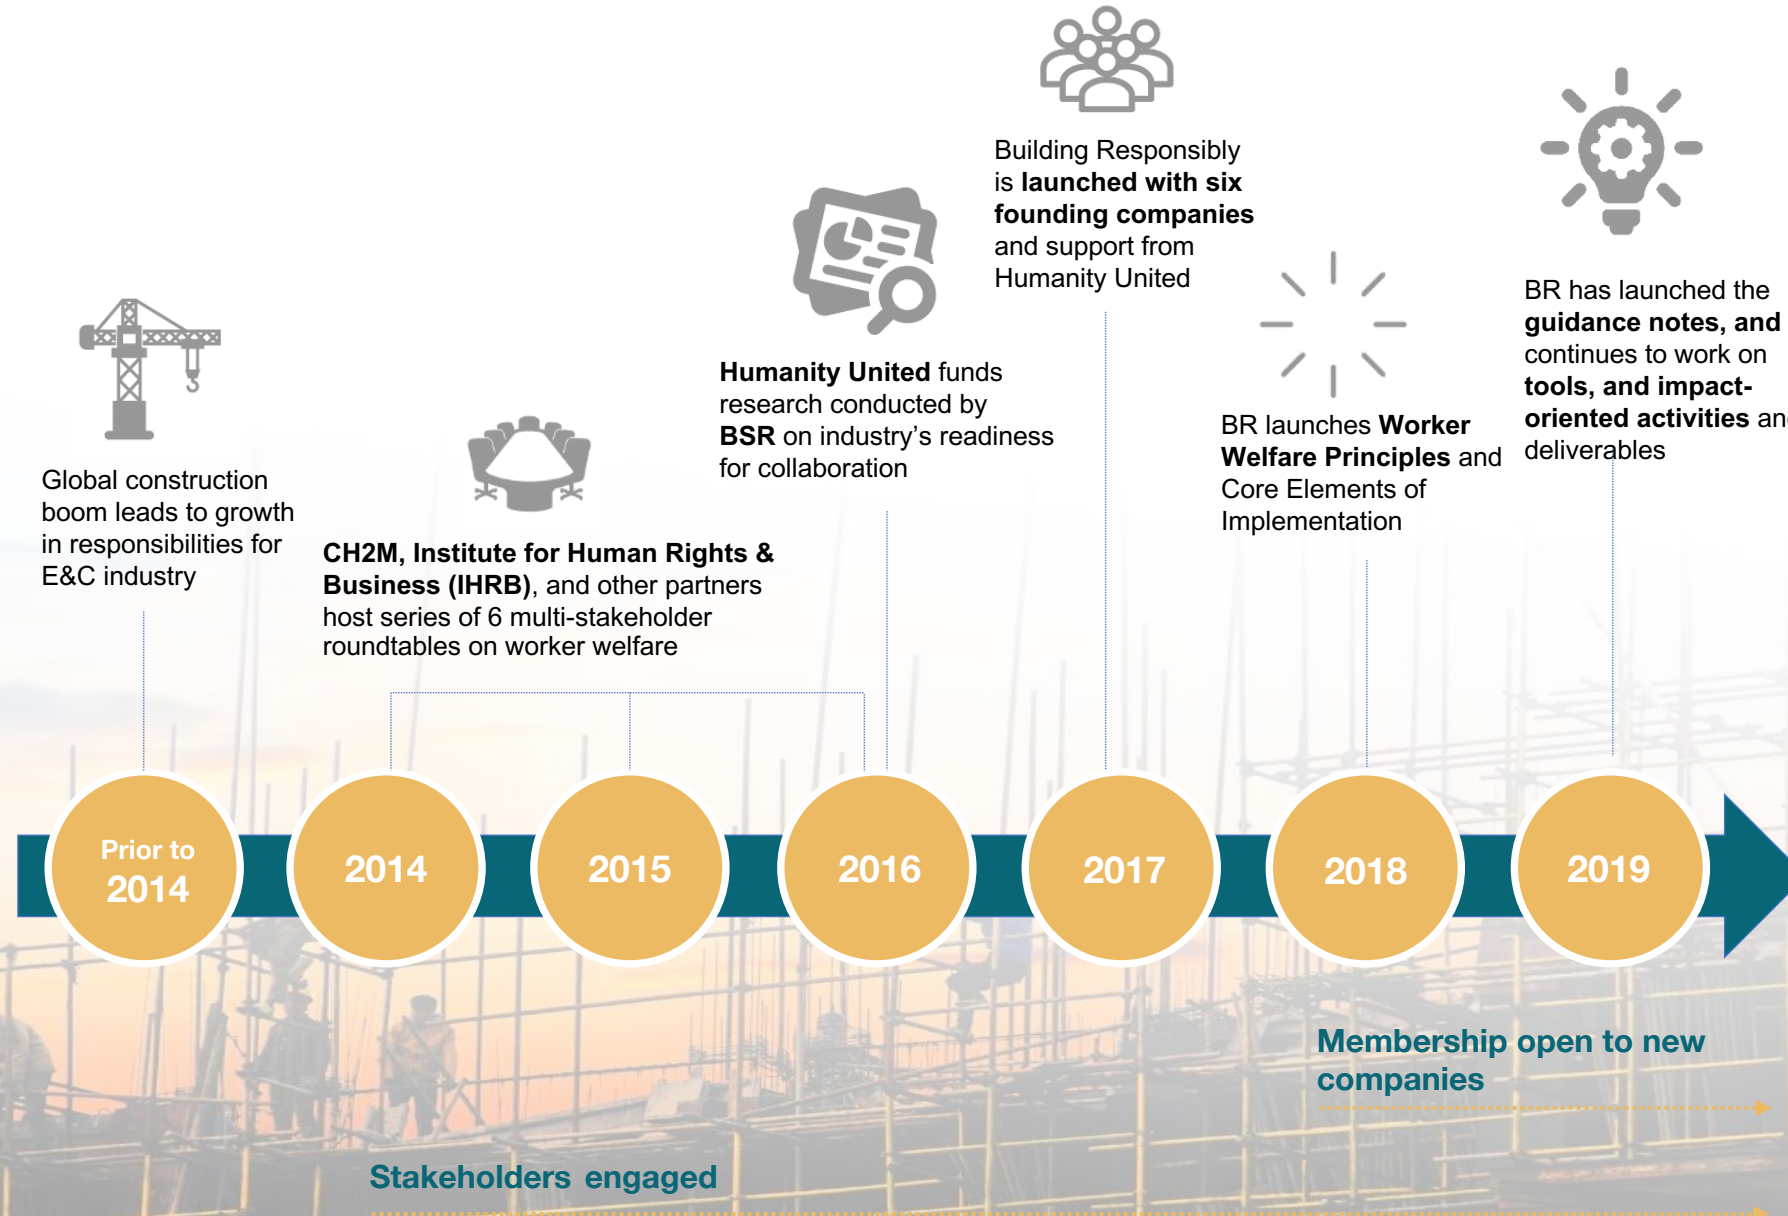 Global construction
boom leads to growth
in responsibilities for
E&C industry
CH2M, Institute for Human Rights &
Business (IHRB), and other partners
host series of 6 multi-stakeholder
roundtables on worker welfare
Humanity United funds
research conducted by
BSR on industry’s readiness
for collaboration
Building Responsibly
is launched with six
founding companies
and support from
Humanity United
BR launches Worker
Welfare Principles and
Core Elements of
Implementation
BR has launched the
guidance notes, and
continues to work on
tools, and impact-
oriented activities and
deliverables
Prior to
2014
2014
2015
2016
2017
2018
2019
Membership open to new
companies
Stakeholders engaged